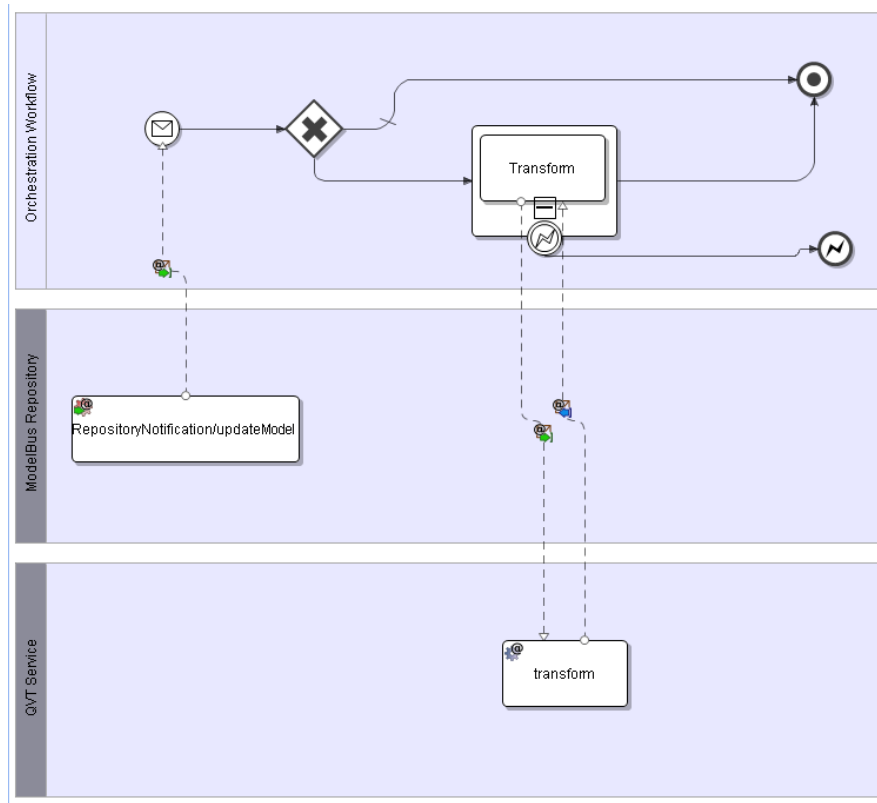 Orchestration Workflow
Transform
ModelBus Repository
RepositoryNotification/updateModel
QVT Service
transform